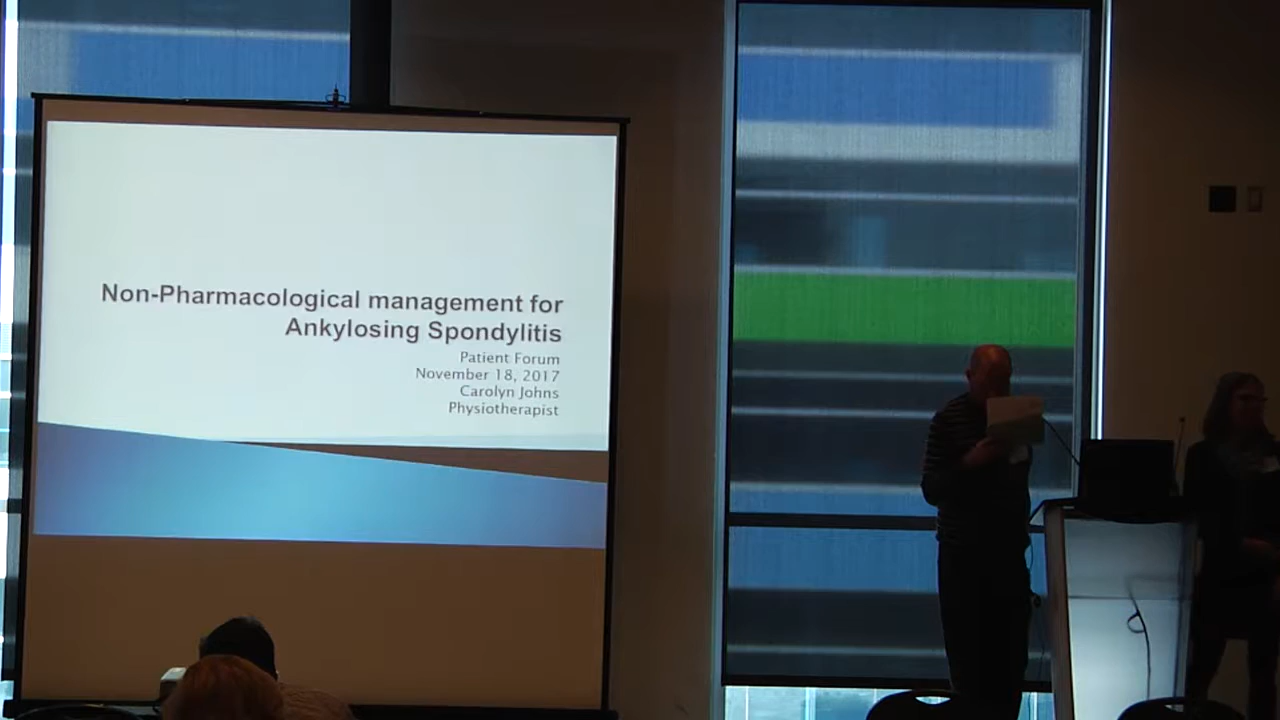 Non-Pharmacological management for
Ankylosing Spondylitis
Patient Forum
November 18, 2017
Carolyn Johns
Physiotherapist